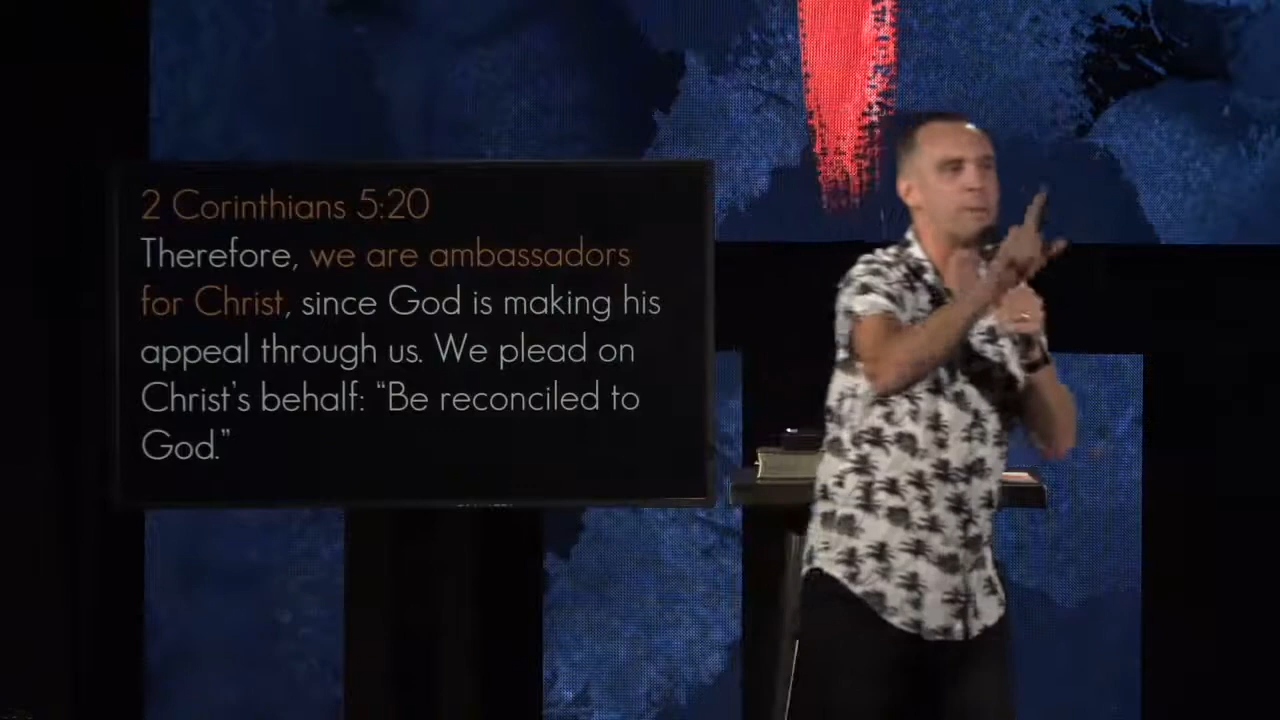 2 Corinthians 5:20
Therefore, we are ambassadors
for Christ, since God is making his
appeal through us. We plead on
Christ's behalf: “Be reconciled to
God.”